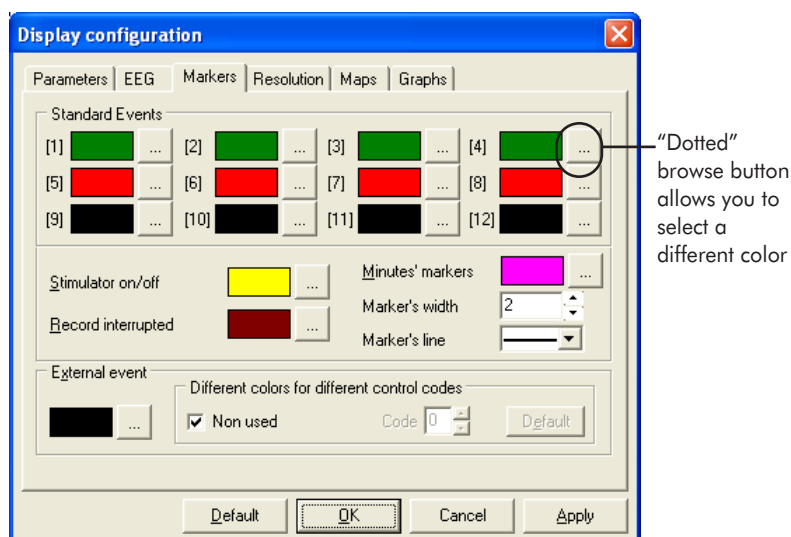 Display configuration
Parameters EEG Markers Resolution Maps Graphs
Standard Events
[1] ... [2] ... [3] ... [4] ...
[5] ... [6] ... [7] ... [8] ...
[9] ... [10] ... [11] ... [12] ...
“Dotted”
browse button
allows you to
select a
different color
Stimulator on/off ...
Record interrupted ...
Minutes' markers ...
Marker's width 2
Marker's line
External event
...
Different colors for different control codes
Non used Code 0 Default
Default OK Cancel Apply